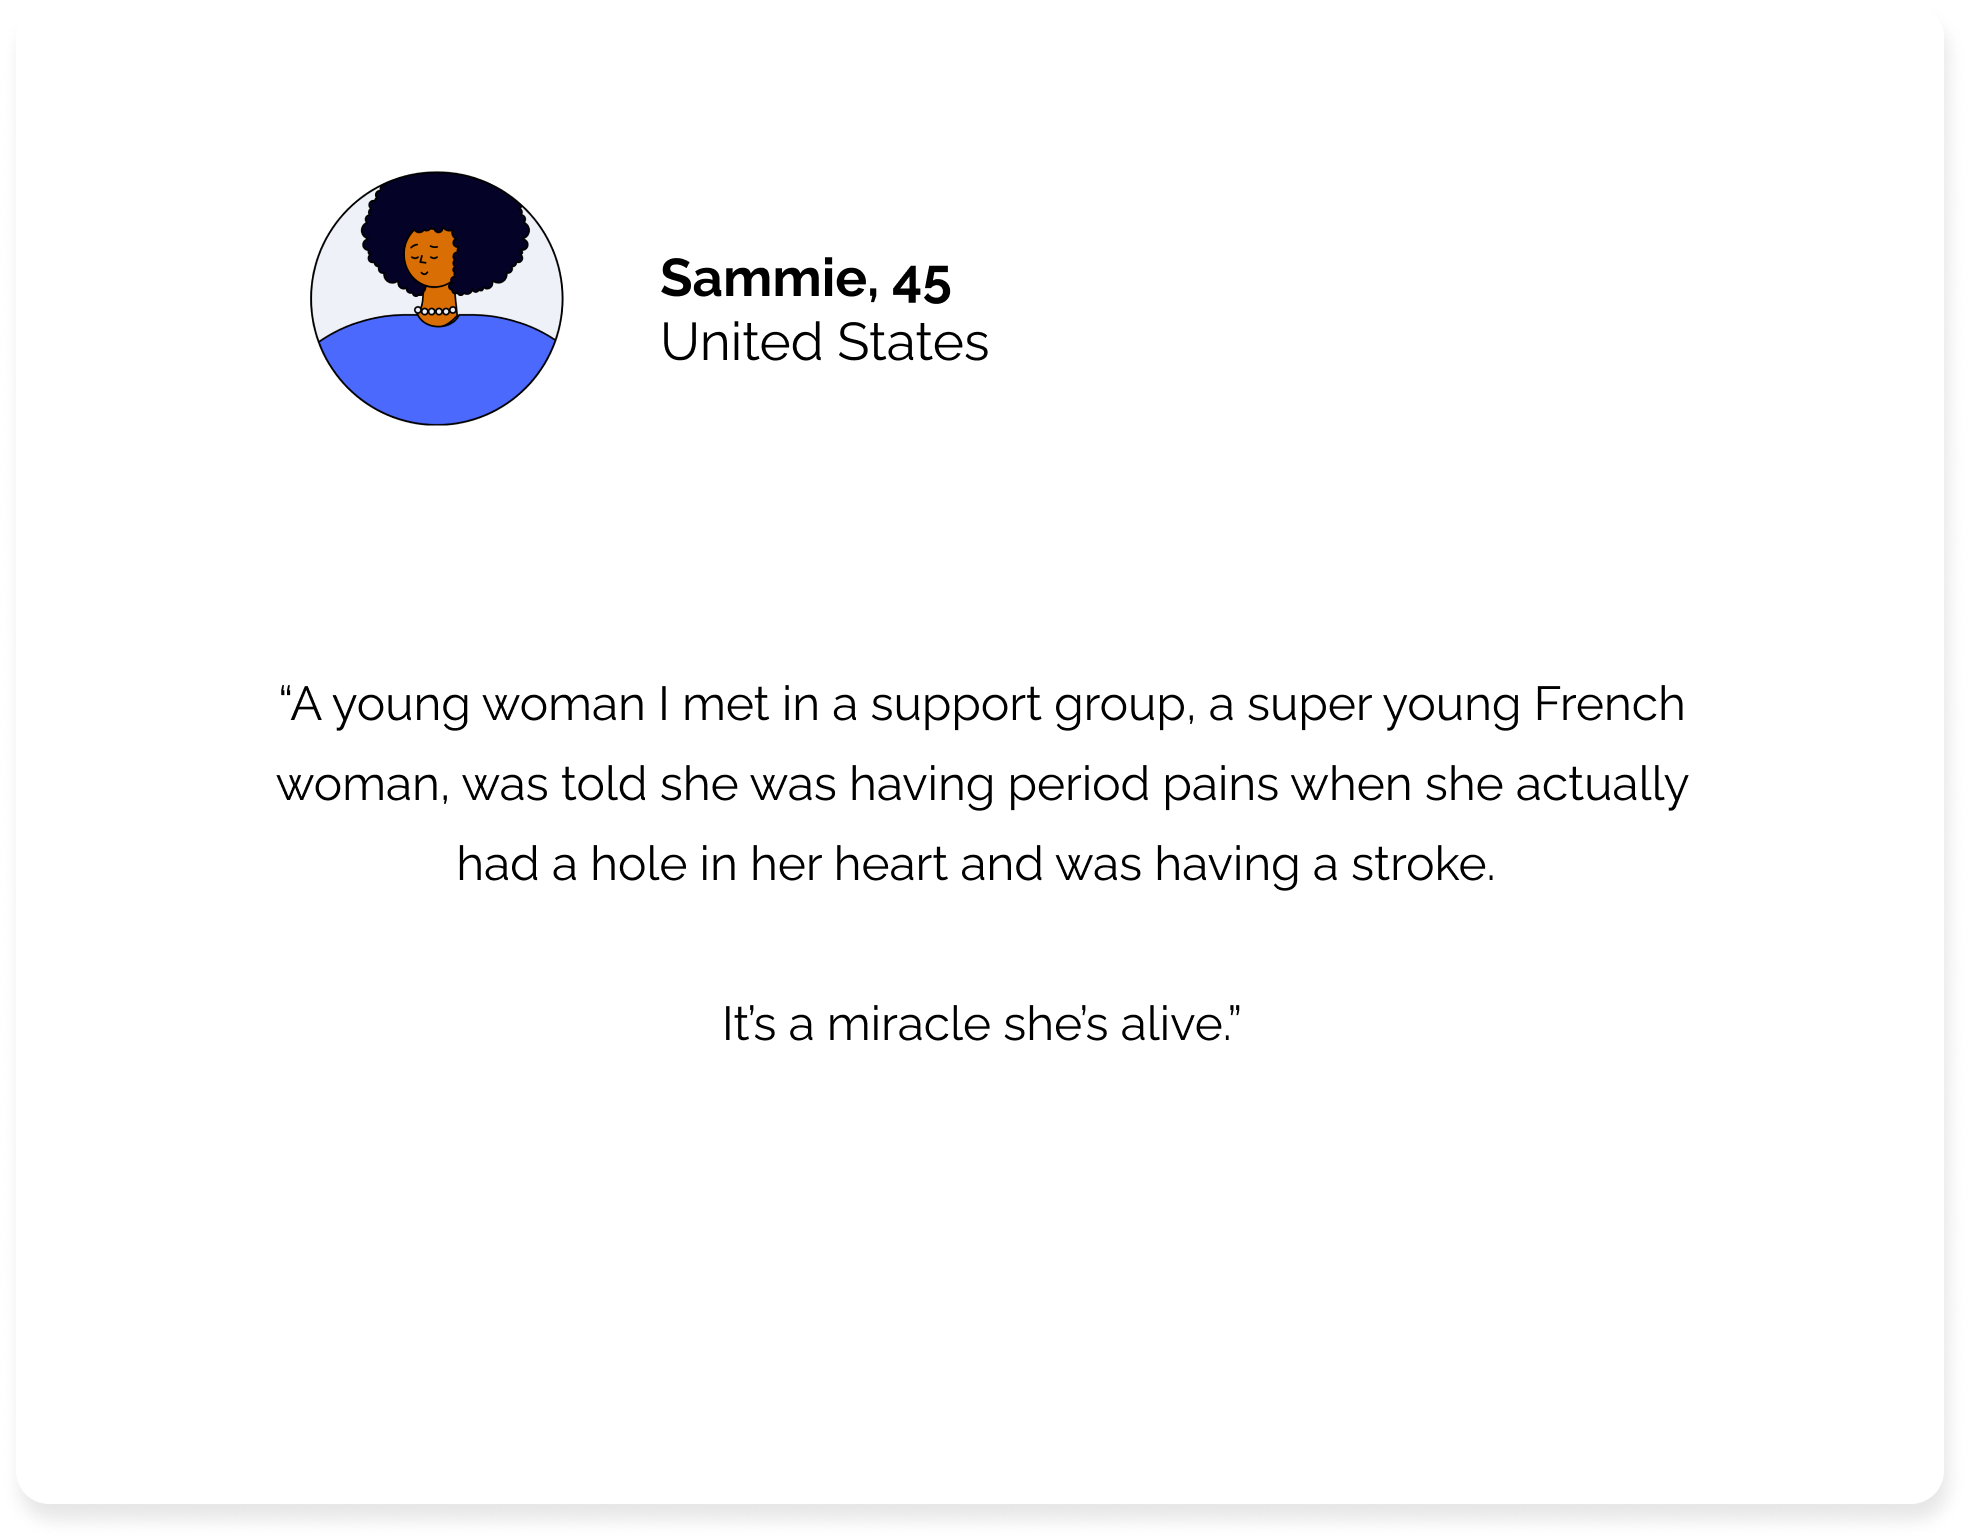 Sammie, 45
United States
“A young woman I met in a support group, a super young French
woman, was told she was having period pains when she actually
had a hole in her heart and was having a stroke.
It’s a miracle she’s alive.”